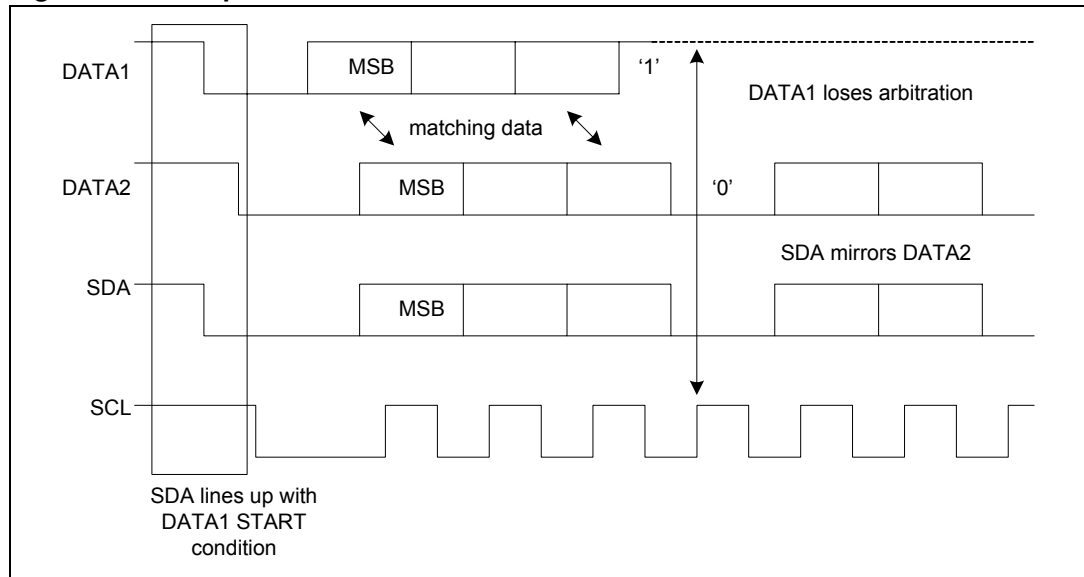 DATA1
MSB
‘1’
DATA1 loses arbitration
matching data
DATA2
MSB
‘0’
SDA mirrors DATA2
SDA
MSB
SCL
SDA lines up with
DATA1 START
condition